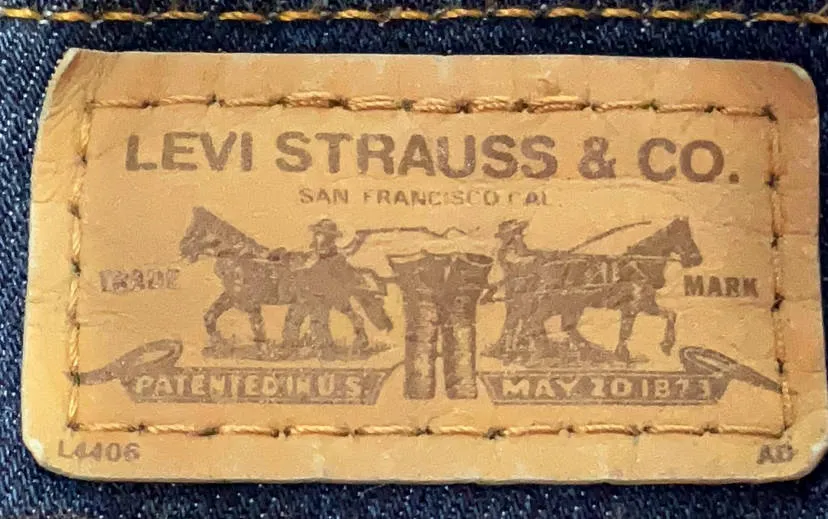 LEVI STRAUSS & CO.
SAN FRANCISCO CAL
TRADE MARK
PATENTED IN U.S. MAY 20 1873
L4406 AD